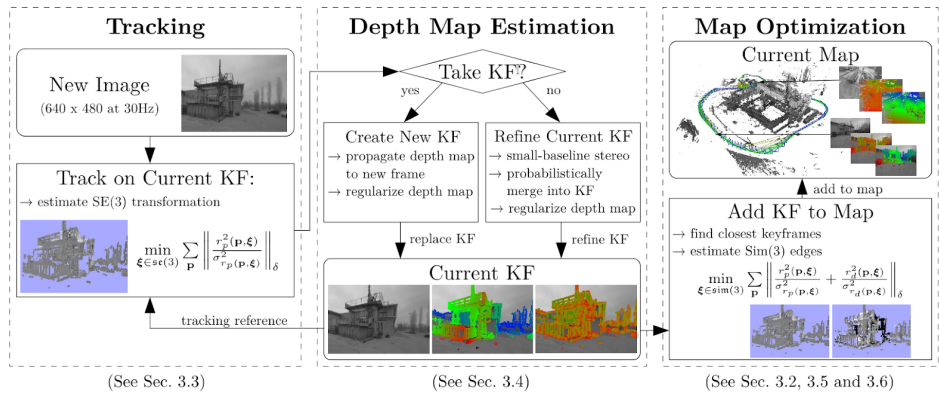 Tracking
New Image
(640 x 480 at 30Hz)
Track on Current KF:
→ estimate SE(3) transformation
min ξ∈𝔰𝔢(3) ∑ p ‖ r²p(p,ξ) / σ²rp(p,ξ) ‖δ
(See Sec. 3.3)
Depth Map Estimation
Take KF?
yes
no
Create New KF
→ propagate depth map
to new frame
→ regularize depth map
Refine Current KF
→ small-baseline stereo
→ probabilistically
merge into KF
→ regularize depth map
replace KF
refine KF
Current KF
tracking reference
(See Sec. 3.4)
Map Optimization
Current Map
add to map
Add KF to Map
→ find closest keyframes
→ estimate Sim(3) edges
min ξ∈𝔰𝔦𝔪(3) ∑ p ‖ r²p(p,ξ) / σ²rp(p,ξ) + r²d(p,ξ) / σ²rd(p,ξ) ‖δ
(See Sec. 3.2, 3.5 and 3.6)